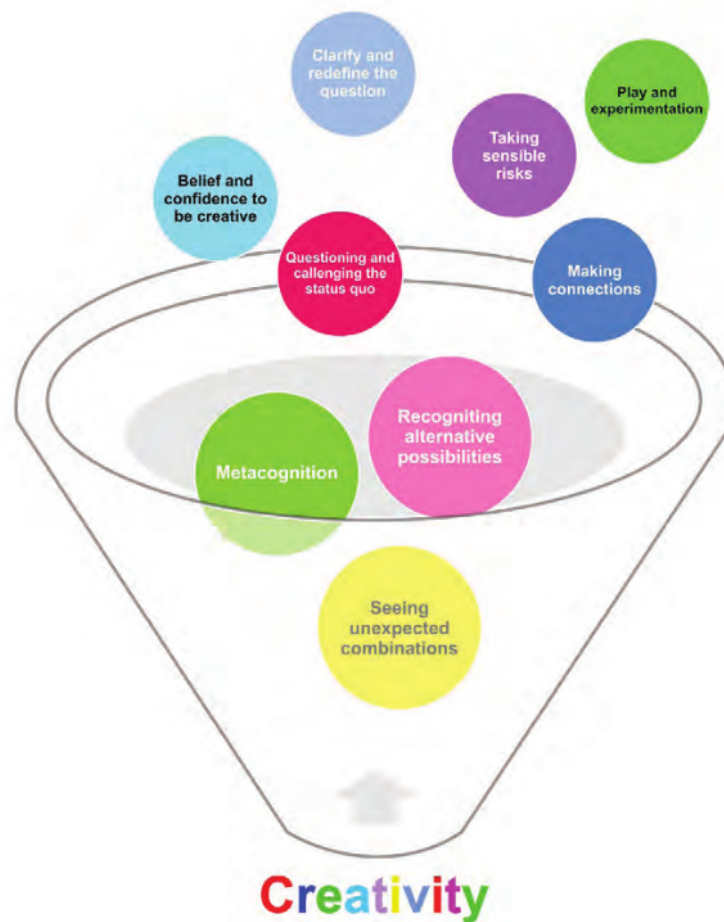 Clarify and
redefine the
question
Play and
experimentation
Taking
sensible
risks
Belief and
confidence to
be creative
Questioning and
callenging the
status quo
Making
connections
Recogniting
alternative
possibilities
Metacognition
Seeing
unexpected
combinations
Creativity